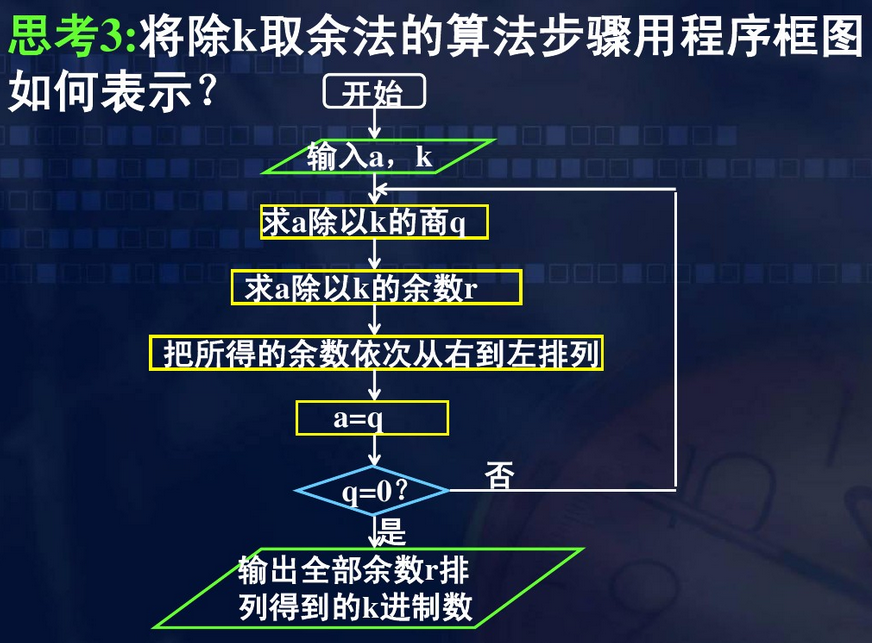 思考3:将除k取余法的算法步骤用程序框图
如何表示?
开始
输入a，k
求a除以k的商q
求a除以k的余数r
把所得的余数依次从右到左排列
a=q
q=0?
否
是
输出全部余数r排
列得到的k进制数